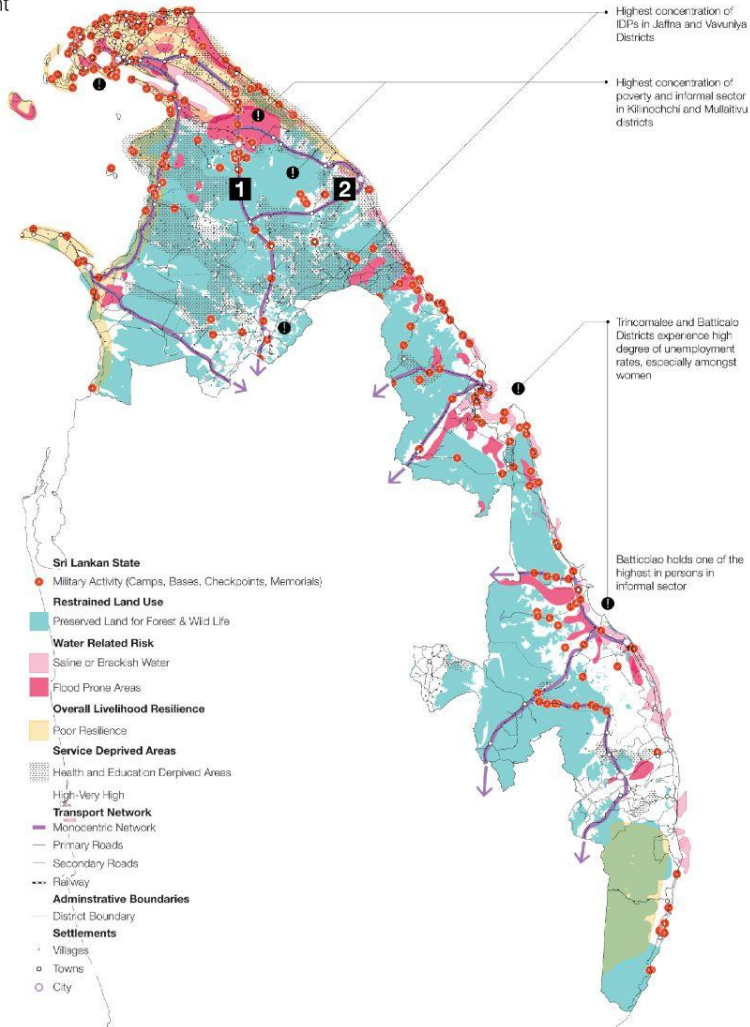 nt
Highest concentration of
IDPs in Jaffna and Vavuniya
Districts
Highest concentration of
poverty and informal sector
in Killinochchi and Mullaitivu
districts
!
!
!
1
2
!
Trincomalee and Batticalo
Districts experience high
degree of unemployment
rates, especially amongst
women
!
Batticolao holds one of the
highest in persons in
informal sector
!
Sri Lankan State
Military Activity (Camps, Bases, Checkpoints, Memorials)
Restrained Land Use
Preserved Land for Forest & Wild Life
Water Related Risk
Saline or Brackish Water
Flood Prone Areas
Overall Livelihood Resilience
Poor Resilience
Service Deprived Areas
Health and Education Derpived Areas
High-Very High
Transport Network
Monocentric Network
Primary Roads
Secondary Roads
Railway
Adminstrative Boundaries
District Boundary
Settlements
Villages
Towns
City